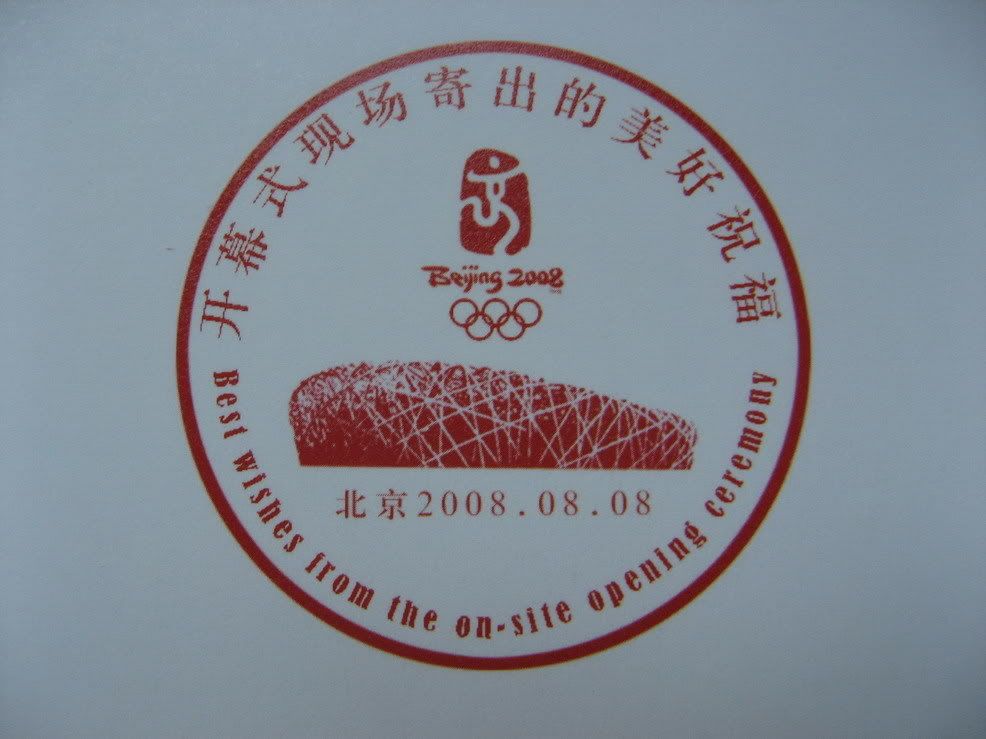 开幕式现场寄出的美好祝福
Beijing 2008
北京2008.08.08
Best wishes from the on-site opening ceremony